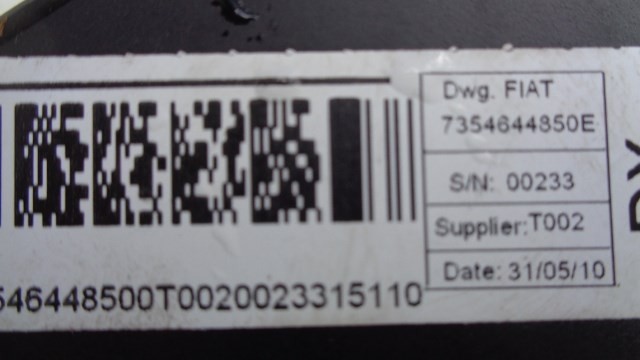 Dwg. FIAT
7354644850E
S/N: 00233
Supplier:T002
Date: 31/05/10
546448500T0020023315110